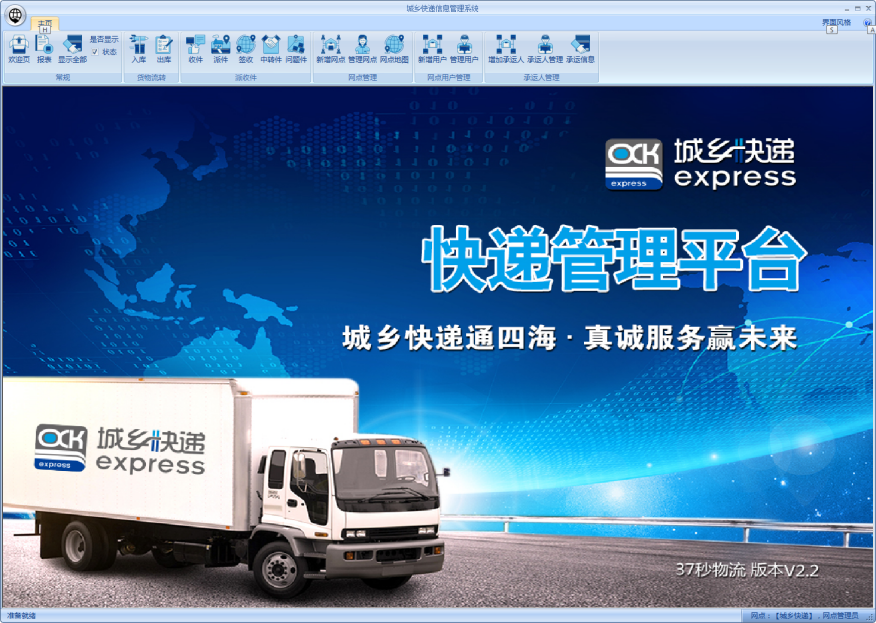 城乡快递信息管理系统
主页
H
界面风格
S
A
欢迎页 报表 显示全部 是否显示 状态 入库 出库 收件 派件 签收 中转件 问题件 新增网点 管理网点 网点地图 新增用户 管理用户 增加承运人 承运人管理 承运信息
常规 货物流转 派收件 网点管理 网点用户管理 承运人管理
OCK express 城乡快递 express
快递管理平台
城乡快递通四海·真诚服务赢未来
OCK express 城乡快递 express
37秒物流 版本V2.2
准备就绪 网点:【城乡快递】,网点管理员